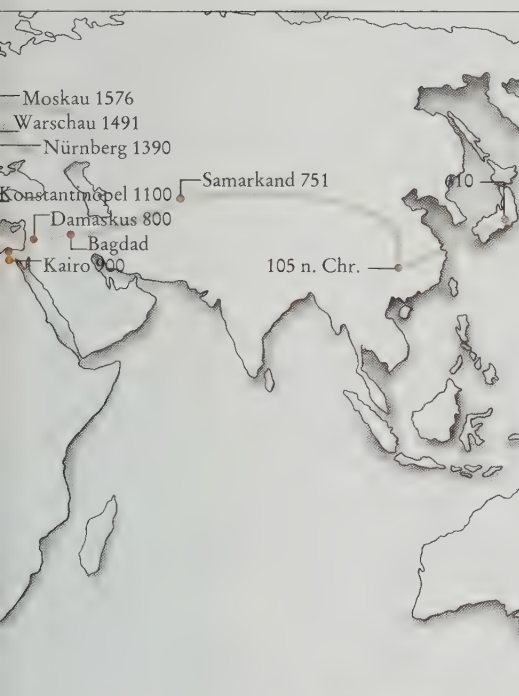 Moskau 1576
Warschau 1491
Nürnberg 1390
Konstantinopel 1100
Samarkand 751
610
Damaskus 800
Bagdad
Kairo 900
105 n. Chr.